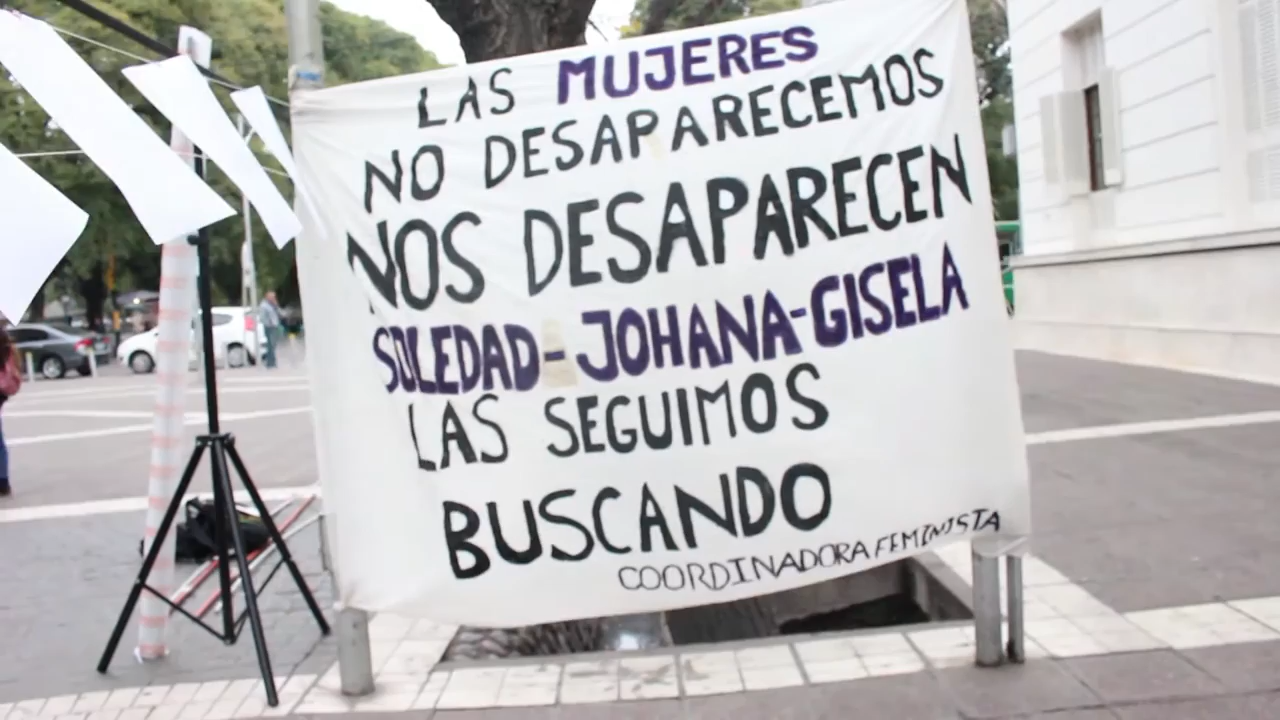 LAS MUJERES
NO DESAPARECEMOS
NOS DESAPARECEN
SOLEDAD-JOHANA-GISELA
LAS SEGUIMOS
BUSCANDO
COORDINADORA FEMINISTA